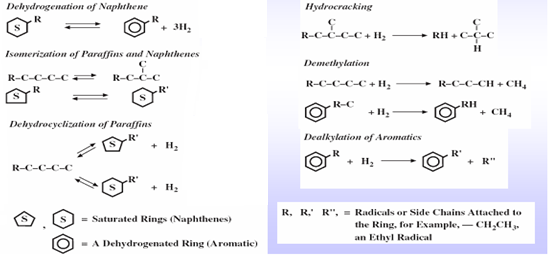 Dehydrogenation of Naphthene
S R ⇌ R + 3H₂
Isomerization of Paraffins and Naphthenes
C
R–C–C–C–C ⇌ R–C–C–C
S R ⇌ S R'
Dehydrocyclization of Paraffins
S R' + H₂
R–C–C–C–C
S R' + H₂
S , S = Saturated Rings (Naphthenes)
= A Dehydrogenated Ring (Aromatic)
Hydrocracking
C C
R–C–C–C–C + H₂ → RH + C–C–C
H
Demethylation
R–C–C–C–C + H₂ → R–C–C–CH + CH₄
R–C + H₂ → RH + CH₄
Dealkylation of Aromatics
R + H₂ → R' + R"
R, R,' R", = Radicals or Side Chains Attached to
the Ring, for Example, — CH₂CH₃,
an Ethyl Radical